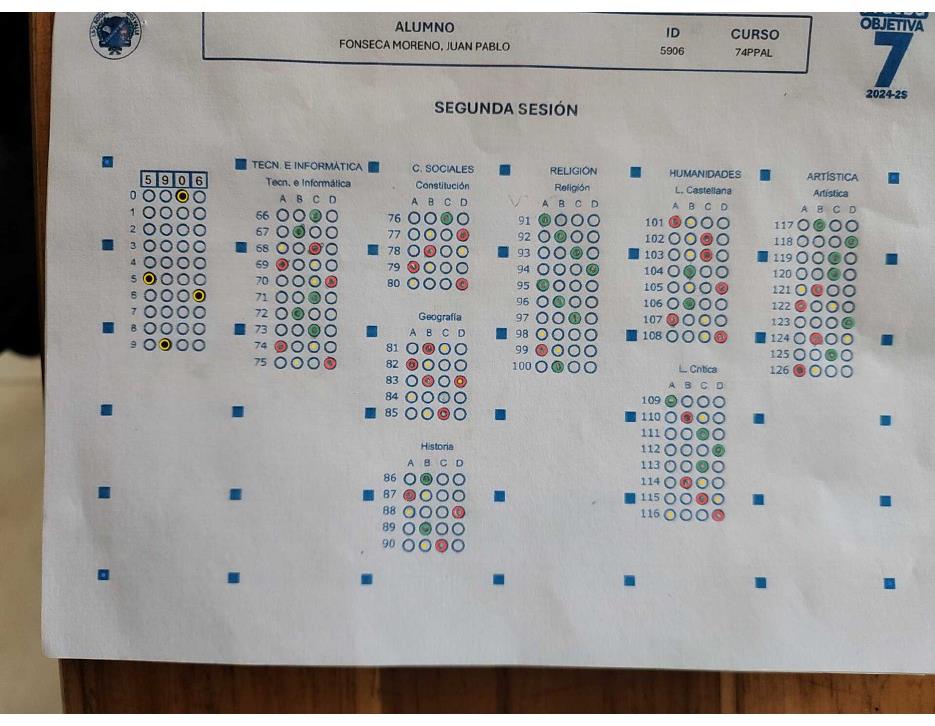 ALUMNO
FONSECA MORENO, JUAN PABLO
ID
5906
CURSO
74PPAL
OBJETIVA
7
2024-2S
SEGUNDA SESIÓN
5 9 0 6
0
1
2
3
4
5
6
7
8
9
TECN. E INFORMÁTICA
Tecn. e Informática
A B C D
66
67
68
69
70
71
72
73
74
75
C. SOCIALES
Constitución
A B C D
76
77
78
79
80
Geografía
A B C D
81
82
83
84
85
Historia
A B C D
86
87
88
89
90
RELIGIÓN
Religión
A B C D
91
92
93
94
95
96
97
98
99
100
HUMANIDADES
L. Castellana
A B C D
101
102
103
104
105
106
107
108
L. Crítica
A B C D
109
110
111
112
113
114
115
116
ARTÍSTICA
Artística
A B C D
117
118
119
120
121
122
123
124
125
126